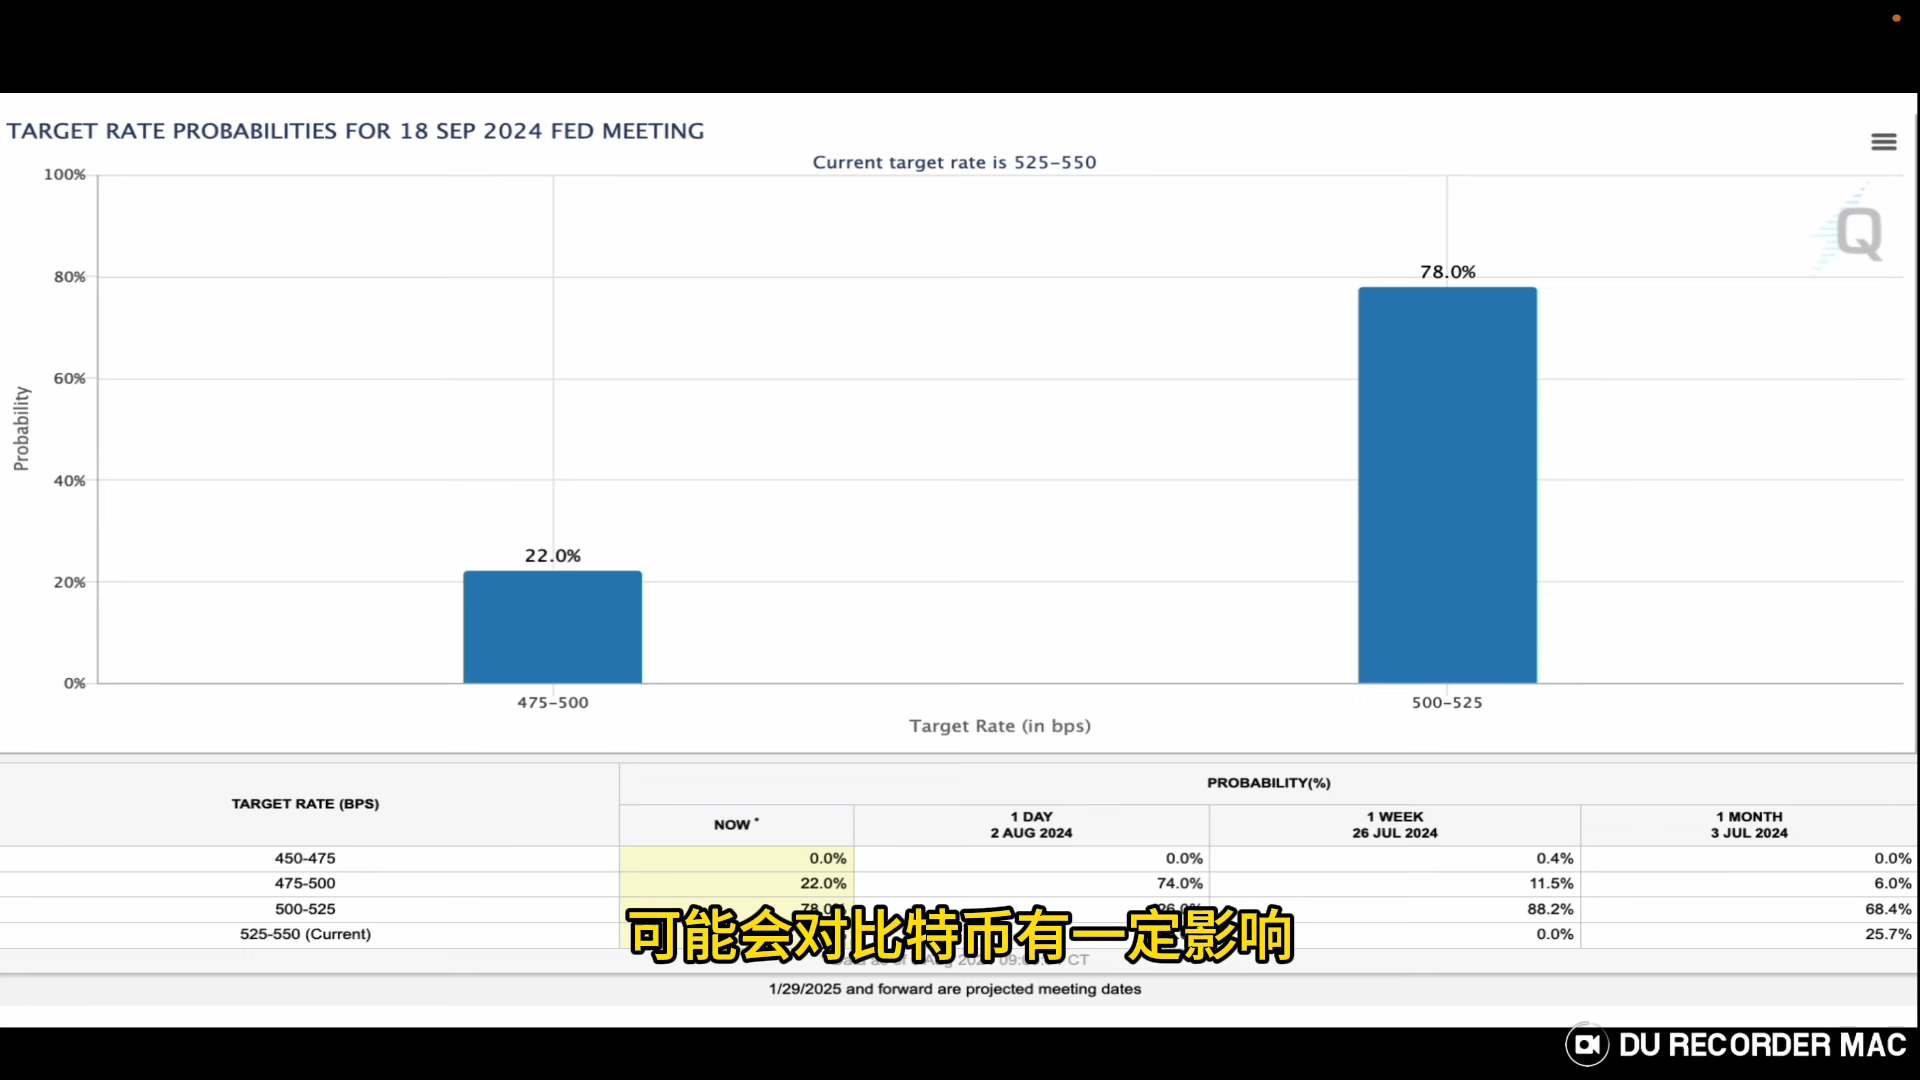 TARGET RATE PROBABILITIES FOR 18 SEP 2024 FED MEETING
Current target rate is 525–550
Q
100%
80%
60%
40%
20%
0%
Probability
22.0%
78.0%
475–500
500–525
Target Rate (in bps)
TARGET RATE (BPS)
PROBABILITY(%)
NOW *
1 DAY
2 AUG 2024
1 WEEK
26 JUL 2024
1 MONTH
3 JUL 2024
450-475 0.0% 0.0% 0.4% 0.0%
475-500 22.0% 74.0% 11.5% 6.0%
500-525 78.0% 26.0% 88.2% 68.4%
525-550 (Current) 0.0% 25.7%
可能会对比特币有一定影响
CT
1/29/2025 and forward are projected meeting dates
DU RECORDER MAC